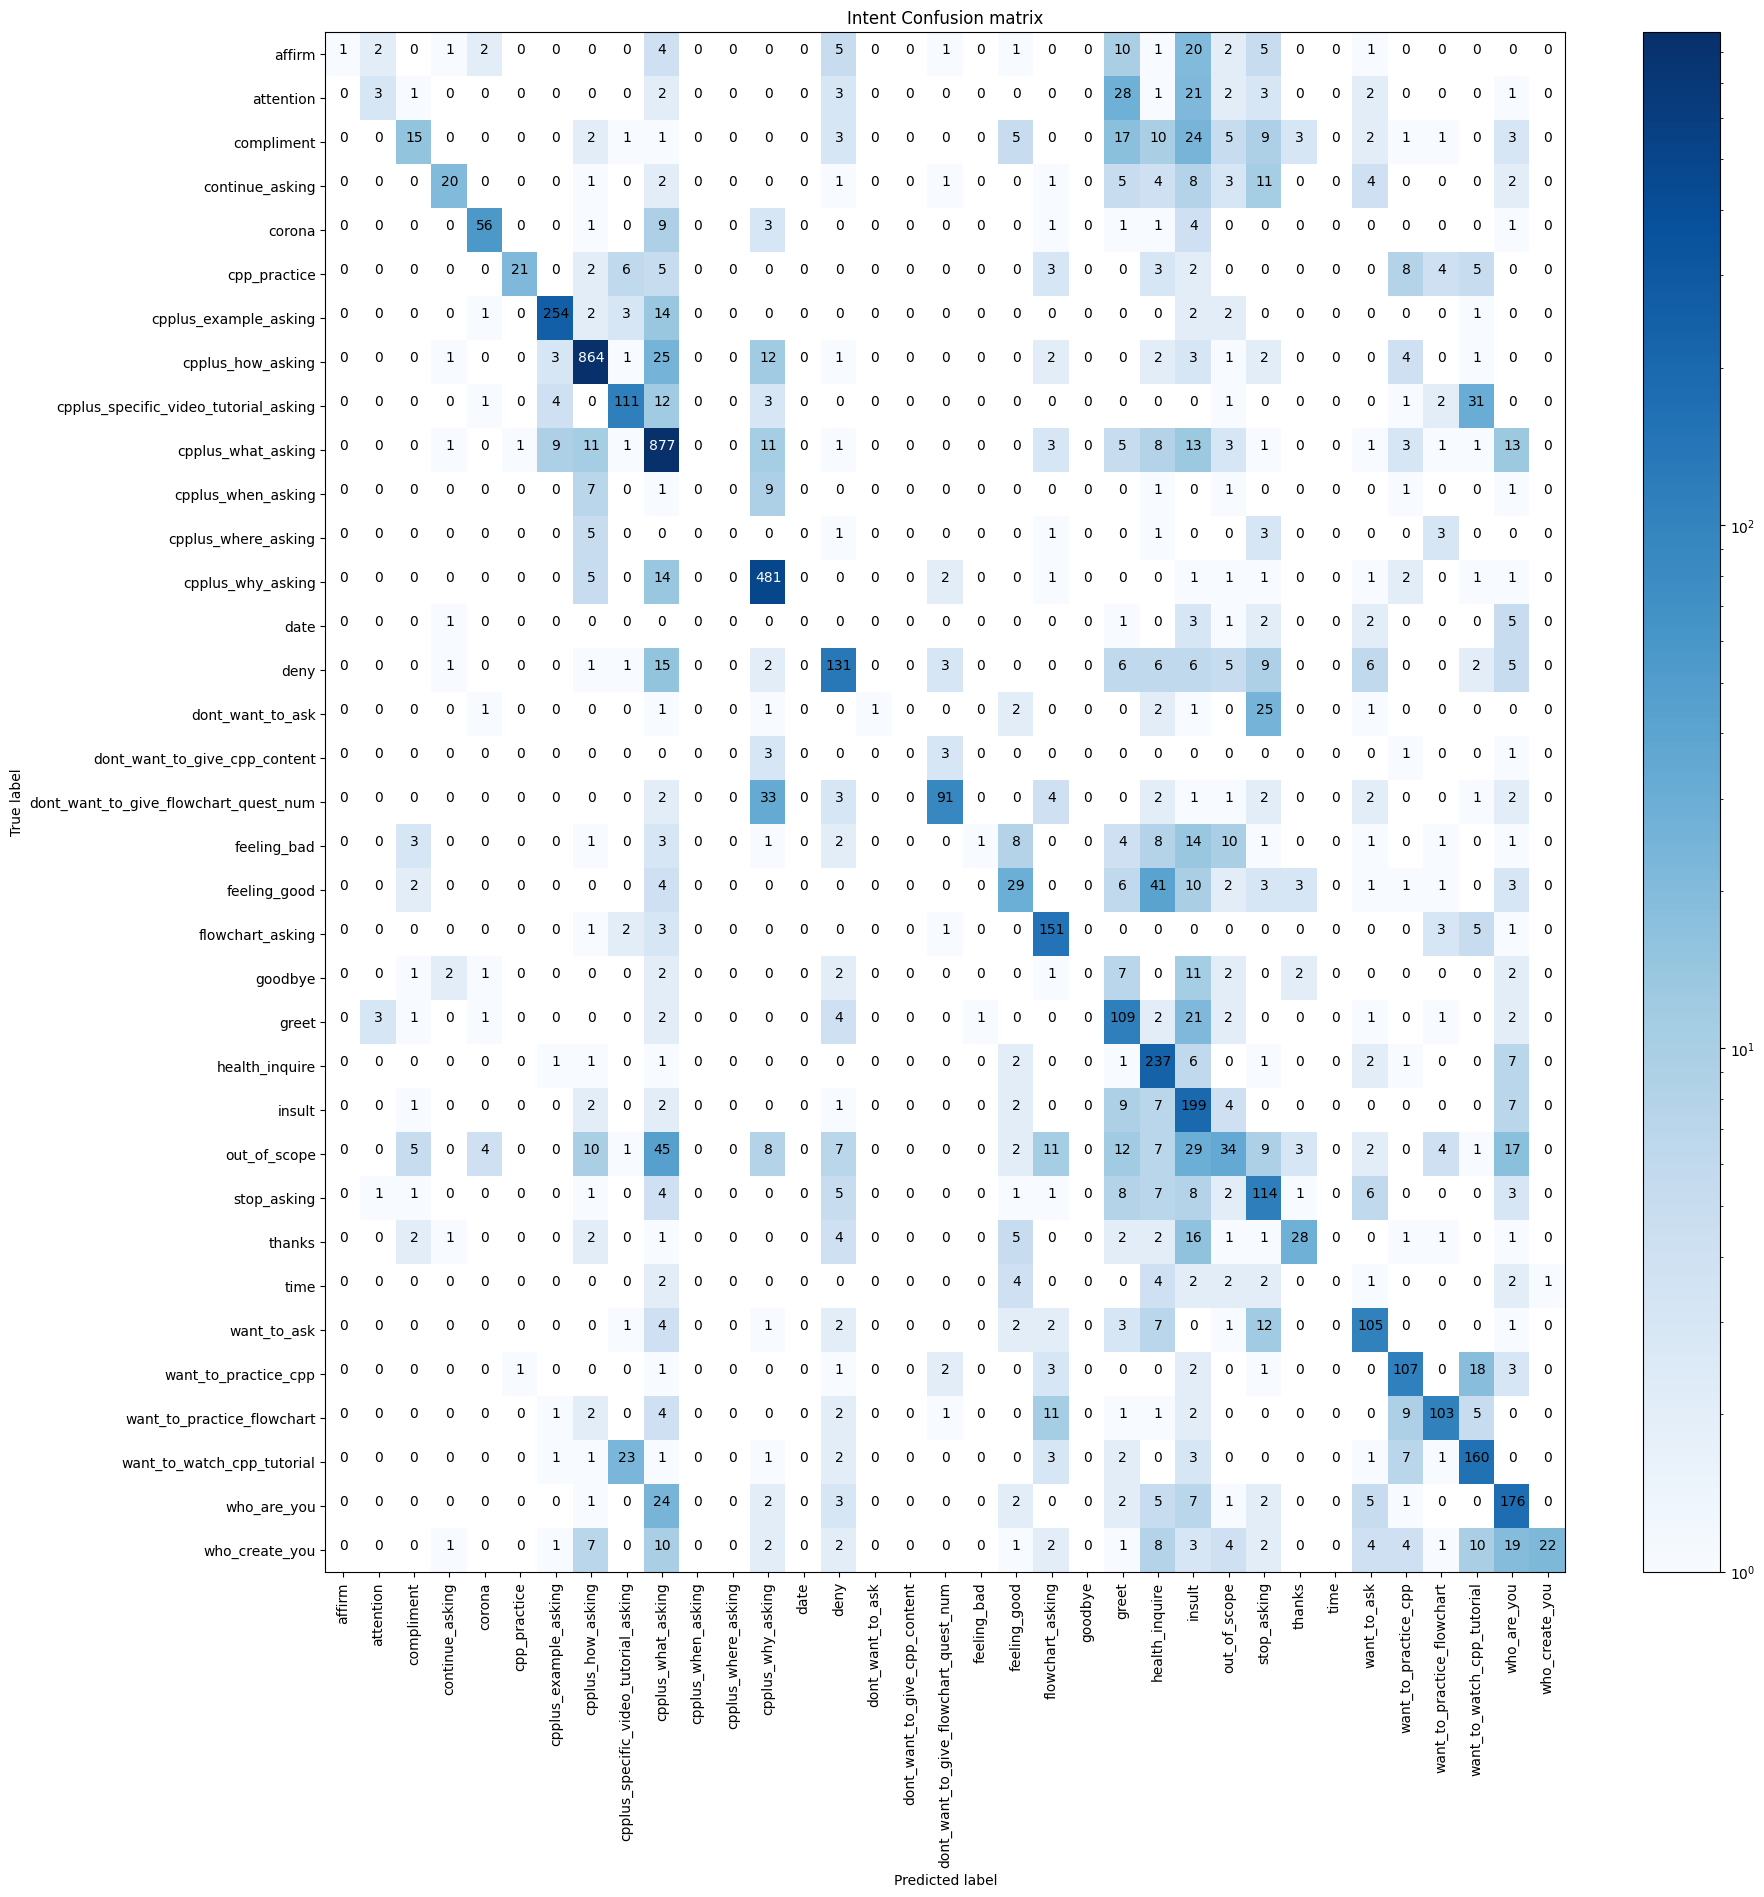 Intent Confusion matrix
affirm 1 2 0 1 2 0 0 0 0 4 0 0 0 0 5 0 0 1 0 1 0 0 10 1 20 2 5 0 0 1 0 0 0 0 0
attention 0 3 1 0 0 0 0 0 0 2 0 0 0 0 3 0 0 0 0 0 0 0 28 1 21 2 3 0 0 2 0 0 0 1 0
compliment 0 0 15 0 0 0 0 2 1 1 0 0 0 0 3 0 0 0 0 5 0 0 17 10 24 5 9 3 0 2 1 1 0 3 0
continue_asking 0 0 0 20 0 0 0 1 0 2 0 0 0 0 1 0 0 1 0 0 1 0 5 4 8 3 11 0 0 4 0 0 0 2 0
corona 0 0 0 0 56 0 0 1 0 9 0 0 3 0 0 0 0 0 0 0 1 0 1 1 4 0 0 0 0 0 0 0 0 1 0
cpp_practice 0 0 0 0 0 21 0 2 6 5 0 0 0 0 0 0 0 0 0 0 3 0 0 3 2 0 0 0 0 0 8 4 5 0 0
cpplus_example_asking 0 0 0 0 1 0 254 2 3 14 0 0 0 0 0 0 0 0 0 0 0 0 0 0 2 2 0 0 0 0 0 0 1 0 0
cpplus_how_asking 0 0 0 1 0 0 3 864 1 25 0 0 12 0 1 0 0 0 0 0 2 0 0 2 3 1 2 0 0 0 4 0 1 0 0
cpplus_specific_video_tutorial_asking 0 0 0 0 1 0 4 0 111 12 0 0 3 0 0 0 0 0 0 0 0 0 0 0 0 1 0 0 0 0 1 2 31 0 0
cpplus_what_asking 0 0 0 1 0 1 9 11 1 877 0 0 11 0 1 0 0 0 0 0 3 0 5 8 13 3 1 0 0 1 3 1 1 13 0
cpplus_when_asking 0 0 0 0 0 0 0 7 0 1 0 0 9 0 0 0 0 0 0 0 0 0 0 1 0 1 0 0 0 0 1 0 0 1 0
cpplus_where_asking 0 0 0 0 0 0 0 5 0 0 0 0 0 0 1 0 0 0 0 0 1 0 0 1 0 0 3 0 0 0 0 3 0 0 0
cpplus_why_asking 0 0 0 0 0 0 0 5 0 14 0 0 481 0 0 0 0 2 0 0 1 0 0 0 1 1 1 0 0 1 2 0 1 1 0
date 0 0 0 1 0 0 0 0 0 0 0 0 0 0 0 0 0 0 0 0 0 0 1 0 3 1 2 0 0 2 0 0 0 5 0
deny 0 0 0 1 0 0 0 1 1 15 0 0 2 0 131 0 0 3 0 0 0 0 6 6 6 5 9 0 0 6 0 0 2 5 0
dont_want_to_ask 0 0 0 0 1 0 0 0 0 1 0 0 1 0 0 1 0 0 0 2 0 0 0 2 1 0 25 0 0 1 0 0 0 0 0
dont_want_to_give_cpp_content 0 0 0 0 0 0 0 0 0 0 0 0 3 0 0 0 0 3 0 0 0 0 0 0 0 0 0 0 0 0 1 0 0 1 0
dont_want_to_give_flowchart_quest_num 0 0 0 0 0 0 0 0 0 2 0 0 33 0 3 0 0 91 0 0 4 0 0 2 1 1 2 0 0 2 0 0 1 2 0
feeling_bad 0 0 3 0 0 0 0 1 0 3 0 0 1 0 2 0 0 0 1 8 0 0 4 8 14 10 1 0 0 1 0 1 0 1 0
feeling_good 0 0 2 0 0 0 0 0 0 4 0 0 0 0 0 0 0 0 0 29 0 0 6 41 10 2 3 3 0 1 1 1 0 3 0
flowchart_asking 0 0 0 0 0 0 0 1 2 3 0 0 0 0 0 0 0 1 0 0 151 0 0 0 0 0 0 0 0 0 0 3 5 1 0
goodbye 0 0 1 2 1 0 0 0 0 2 0 0 0 0 2 0 0 0 0 0 1 0 7 0 11 2 0 2 0 0 0 0 0 2 0
greet 0 3 1 0 1 0 0 0 0 2 0 0 0 0 4 0 0 0 1 0 0 0 109 2 21 2 0 0 0 1 0 1 0 2 0
health_inquire 0 0 0 0 0 0 1 1 0 1 0 0 0 0 0 0 0 0 0 2 0 0 1 237 6 0 1 0 0 2 1 0 0 7 0
insult 0 0 1 0 0 0 0 2 0 2 0 0 0 0 1 0 0 0 0 2 0 0 9 7 199 4 0 0 0 0 0 0 0 7 0
out_of_scope 0 0 5 0 4 0 0 10 1 45 0 0 8 0 7 0 0 0 0 2 11 0 12 7 29 34 9 3 0 2 0 4 1 17 0
stop_asking 0 1 1 0 0 0 0 1 0 4 0 0 0 0 5 0 0 0 0 1 1 0 8 7 8 2 114 1 0 6 0 0 0 3 0
thanks 0 0 2 1 0 0 0 2 0 1 0 0 0 0 4 0 0 0 0 5 0 0 2 2 16 1 1 28 0 0 1 1 0 1 0
time 0 0 0 0 0 0 0 0 0 2 0 0 0 0 0 0 0 0 0 4 0 0 0 4 2 2 2 0 0 1 0 0 0 2 1
want_to_ask 0 0 0 0 0 0 0 0 1 4 0 0 1 0 2 0 0 0 0 2 2 0 3 7 0 1 12 0 0 105 0 0 0 1 0
want_to_practice_cpp 0 0 0 0 0 1 0 0 0 1 0 0 0 0 1 0 0 2 0 0 3 0 0 0 2 0 1 0 0 0 107 0 18 3 0
want_to_practice_flowchart 0 0 0 0 0 0 1 2 0 4 0 0 0 0 2 0 0 1 0 0 11 0 1 1 2 0 0 0 0 0 9 103 5 0 0
want_to_watch_cpp_tutorial 0 0 0 0 0 0 1 1 23 1 0 0 1 0 2 0 0 0 0 0 3 0 2 0 3 0 0 0 0 1 7 1 160 0 0
who_are_you 0 0 0 0 0 0 0 1 0 24 0 0 2 0 3 0 0 0 0 2 0 0 2 5 7 1 2 0 0 5 1 0 0 176 0
who_create_you 0 0 0 1 0 0 1 7 0 10 0 0 2 0 2 0 0 0 0 1 2 0 1 8 3 4 2 0 0 4 4 1 10 19 22
True label
affirm
attention
compliment
continue_asking
corona
cpp_practice
cpplus_example_asking
cpplus_how_asking
cpplus_specific_video_tutorial_asking
cpplus_what_asking
cpplus_when_asking
cpplus_where_asking
cpplus_why_asking
date
deny
dont_want_to_ask
dont_want_to_give_cpp_content
dont_want_to_give_flowchart_quest_num
feeling_bad
feeling_good
flowchart_asking
goodbye
greet
health_inquire
insult
out_of_scope
stop_asking
thanks
time
want_to_ask
want_to_practice_cpp
want_to_practice_flowchart
want_to_watch_cpp_tutorial
who_are_you
who_create_you
Predicted label
10²
10¹
10⁰